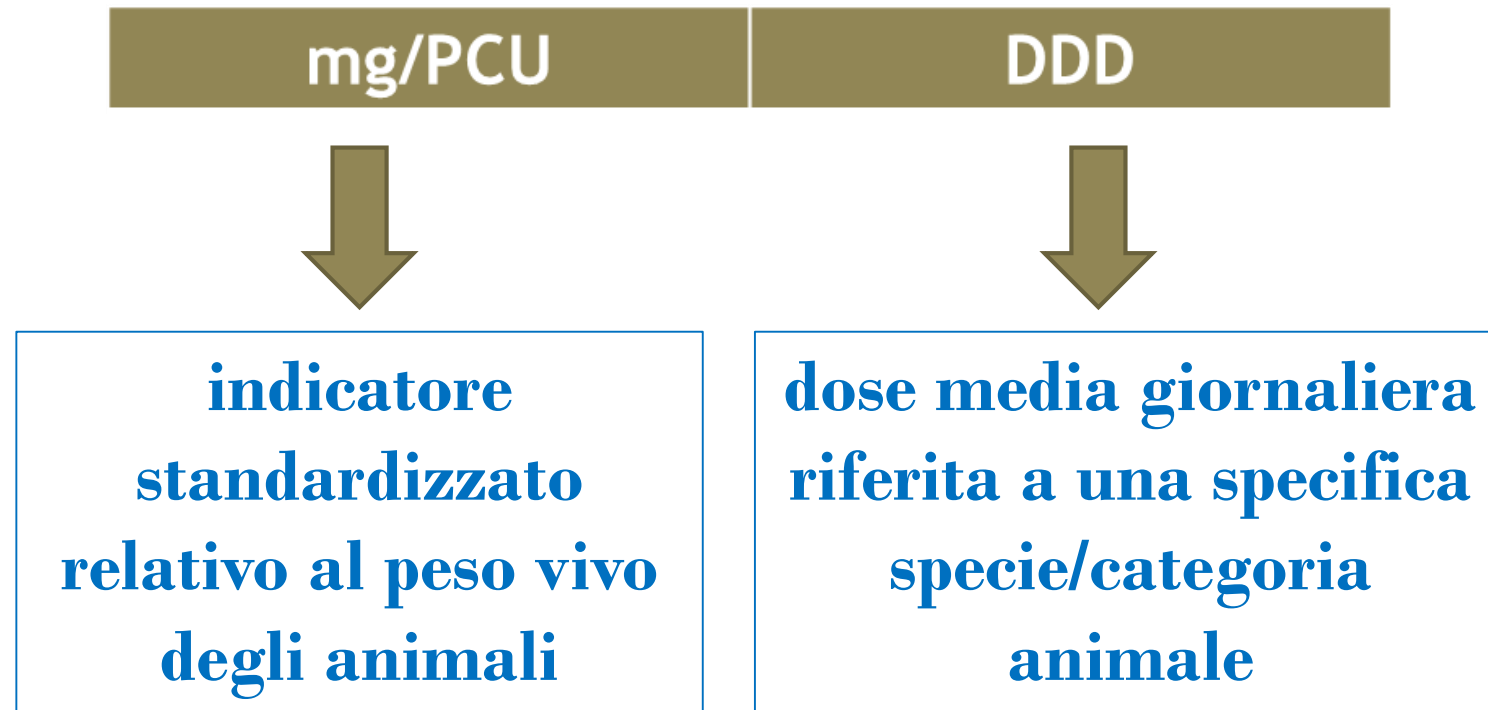 mg/PCU
DDD
indicatore
standardizzato
relativo al peso vivo
degli animali
dose media giornaliera
riferita a una specifica
specie/categoria
animale